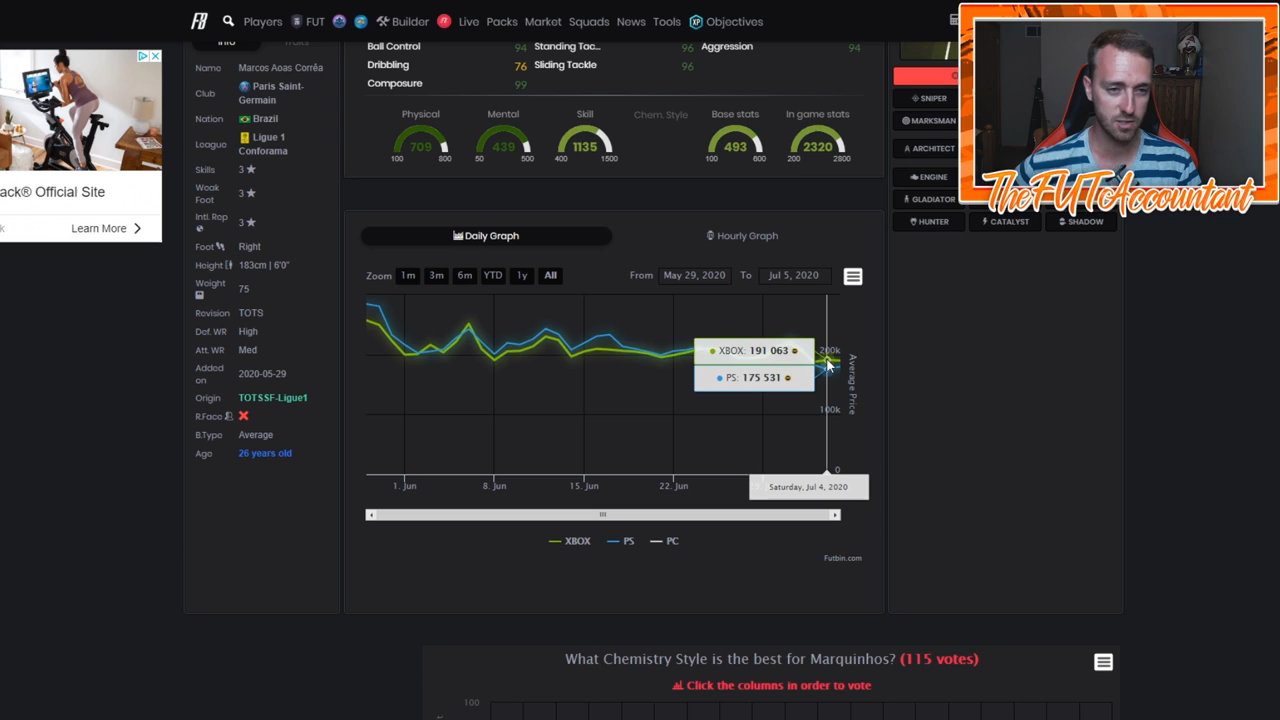 FB Players FUT Builder Live Packs Market Squads News Tools XP Objectives
Info Traits
Name Marcos Aoas Corrêa
Club Paris Saint-
Germain
Nation Brazil
League Ligue 1
Conforama
Skills 3★
Weak
Foot 3★
Intl. Rep 3★
Foot Right
Height 183cm | 6'0"
Weight 75
Revision TOTS
Def. WR High
Att. WR Med
Added
on 2020-05-29
Origin TOTSSF-Ligue1
R.Face
B.Type Average
Age 26 years old
ack® Official Site
Learn More
Ball Control 94 Standing Tac... 96 Aggression 94
Dribbling 76 Sliding Tackle 96
Composure 99
Physical Mental Skill Chem. Style Base stats In game stats
709 439 1135 493 2320
100 800 50 500 400 1500 100 600 200 2800
Daily Graph Hourly Graph
Zoom 1m 3m 6m YTD 1y All From May 29, 2020 To Jul 5, 2020
XBOX: 191 063
PS: 175 531
200k
100k
0
Average Price
1. Jun 8. Jun 15. Jun 22. Jun
Saturday, Jul 4, 2020
XBOX PS PC
Futbin.com
SNIPER
MARKSMAN
ARCHITECT
ENGINE
GLADIATOR
HUNTER CATALYST SHADOW
TheFUTAccountant
What Chemistry Style is the best for Marquinhos? (115 votes)
Click the columns in order to vote
100